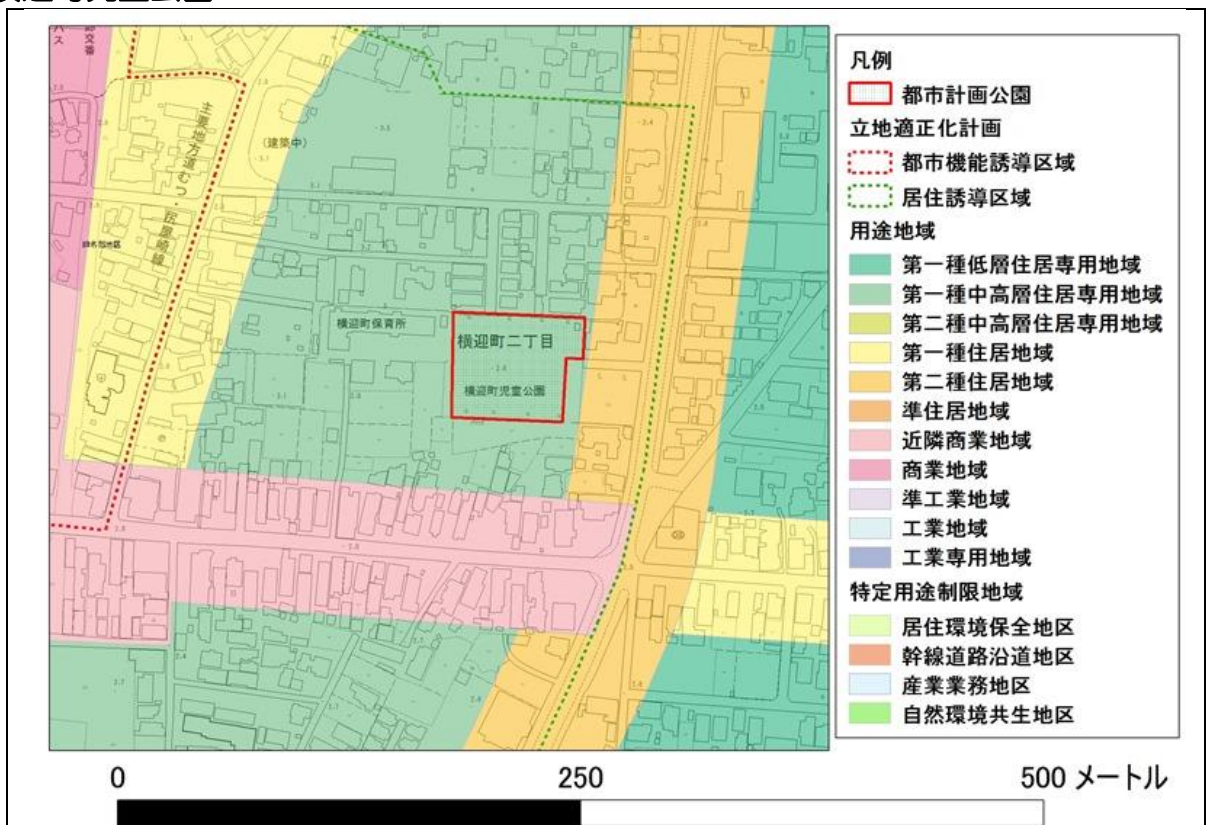 交番
バス
主要地方道むつ・尻屋崎線
(建築中)
横迎町保育所
横迎町二丁目
横迎町児童公園
凡例
都市計画公園
立地適正化計画
都市機能誘導区域
居住誘導区域
用途地域
第一種低層住居専用地域
第一種中高層住居専用地域
第二種中高層住居専用地域
第一種住居地域
第二種住居地域
準住居地域
近隣商業地域
商業地域
準工業地域
工業地域
工業専用地域
特定用途制限地域
居住環境保全地区
幹線道路沿道地区
産業業務地区
自然環境共生地区
0 250 500 メートル